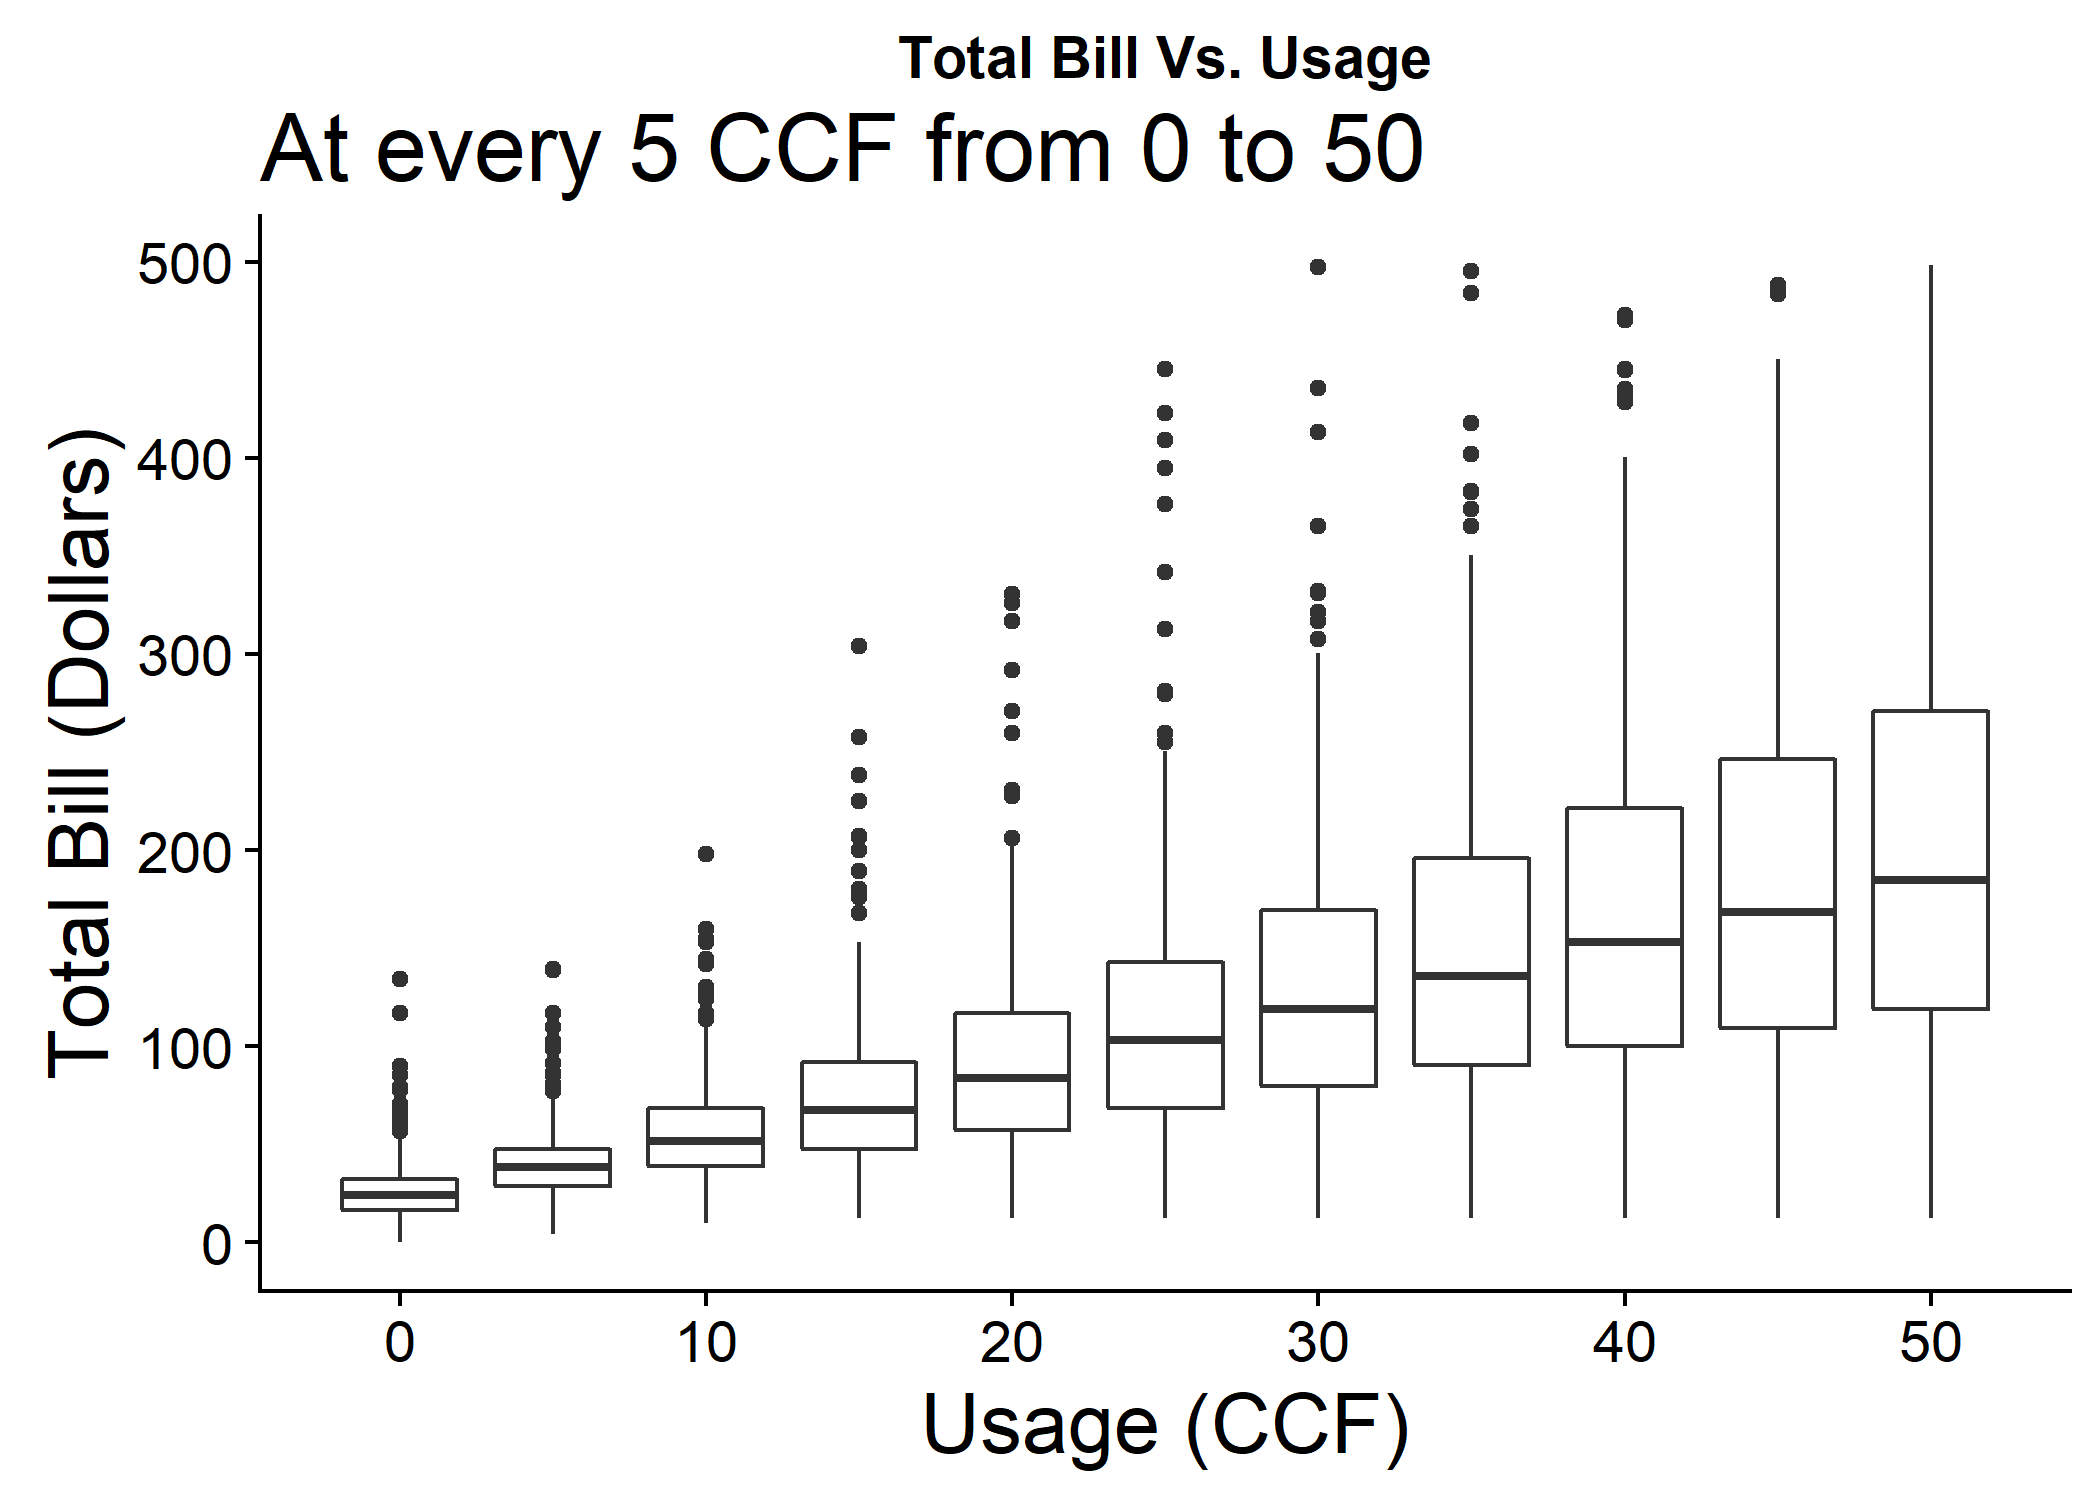 Total Bill Vs. Usage
At every 5 CCF from 0 to 50
Total Bill (Dollars)
500
400
300
200
100
0
0 10 20 30 40 50
Usage (CCF)